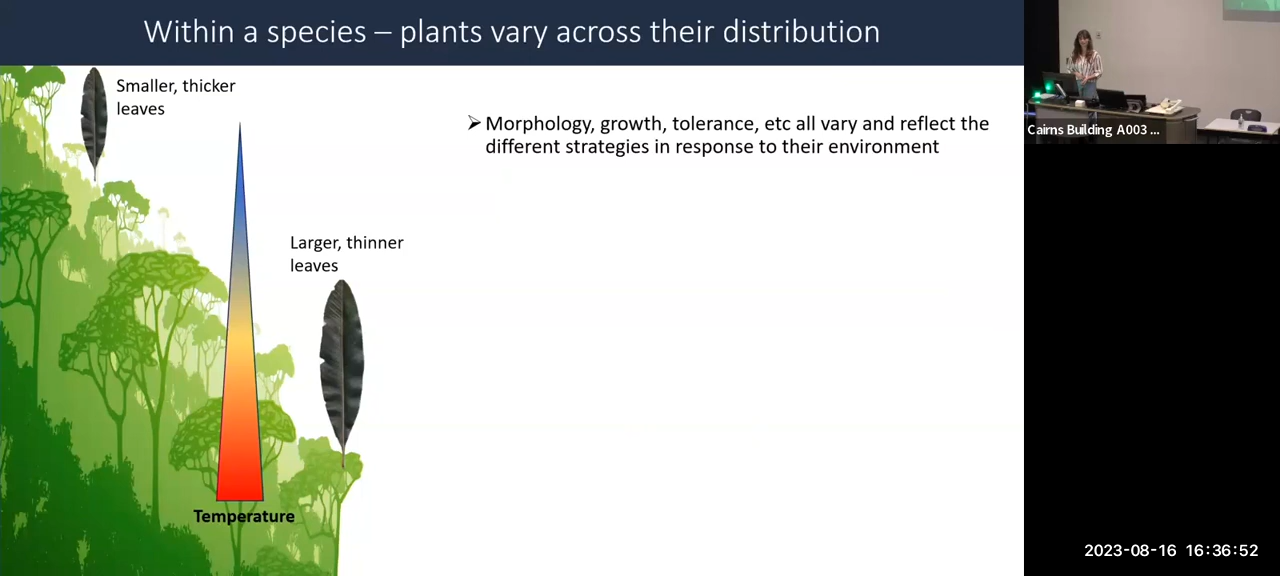 Within a species – plants vary across their distribution
Smaller, thicker
leaves
➢ Morphology, growth, tolerance, etc all vary and reflect the
different strategies in response to their environment
Larger, thinner
leaves
Temperature
Cairns Building A003 ...
2023-08-16 16:36:52